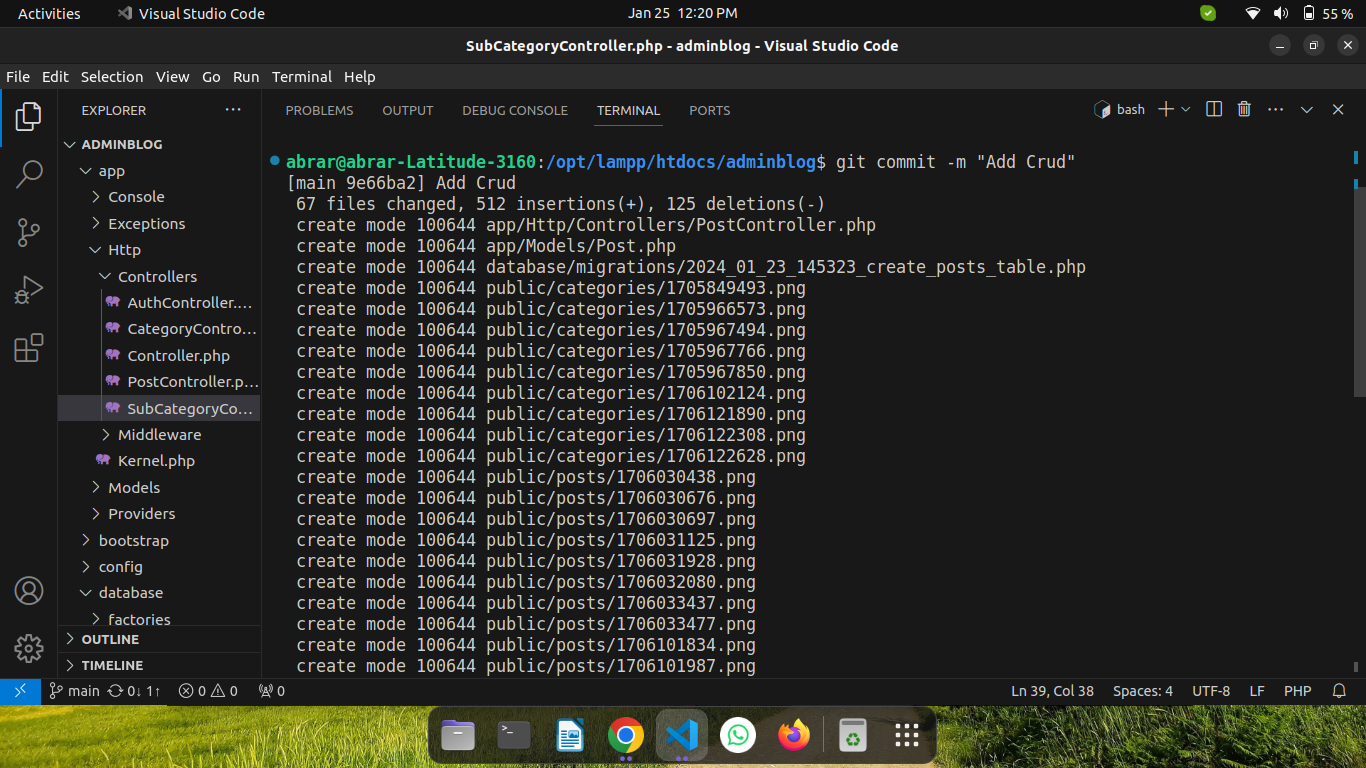 Activities
Visual Studio Code
Jan 25 12:20 PM
55 %
SubCategoryController.php - adminblog - Visual Studio Code
File Edit Selection View Go Run Terminal Help
EXPLORER
ADMINBLOG
app
Console
Exceptions
Http
Controllers
AuthController....
CategoryContro...
Controller.php
PostController.p...
SubCategoryCo...
Middleware
Kernel.php
Models
Providers
bootstrap
config
database
factories
OUTLINE
TIMELINE
PROBLEMS OUTPUT DEBUG CONSOLE TERMINAL PORTS
bash
abrar@abrar-Latitude-3160:/opt/lampp/htdocs/adminblog$ git commit -m "Add Crud"
[main 9e66ba2] Add Crud
67 files changed, 512 insertions(+), 125 deletions(-)
create mode 100644 app/Http/Controllers/PostController.php
create mode 100644 app/Models/Post.php
create mode 100644 database/migrations/2024_01_23_145323_create_posts_table.php
create mode 100644 public/categories/1705849493.png
create mode 100644 public/categories/1705966573.png
create mode 100644 public/categories/1705967494.png
create mode 100644 public/categories/1705967766.png
create mode 100644 public/categories/1705967850.png
create mode 100644 public/categories/1706102124.png
create mode 100644 public/categories/1706121890.png
create mode 100644 public/categories/1706122308.png
create mode 100644 public/categories/1706122628.png
create mode 100644 public/posts/1706030438.png
create mode 100644 public/posts/1706030676.png
create mode 100644 public/posts/1706030697.png
create mode 100644 public/posts/1706031125.png
create mode 100644 public/posts/1706031928.png
create mode 100644 public/posts/1706032080.png
create mode 100644 public/posts/1706033437.png
create mode 100644 public/posts/1706033477.png
create mode 100644 public/posts/1706101834.png
create mode 100644 public/posts/1706101987.png
main 0↓ 1↑ 0 0 0
Ln 39, Col 38 Spaces: 4 UTF-8 LF PHP